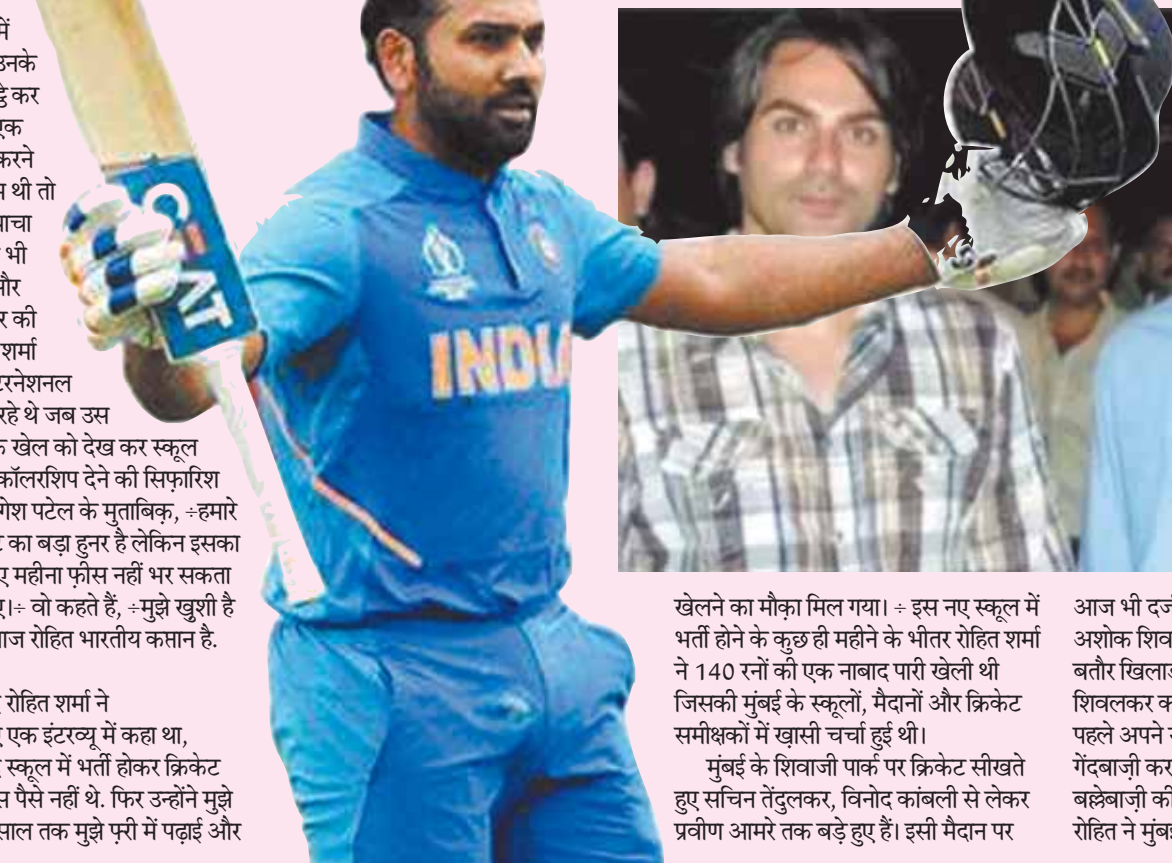 में
उनके
ट्ठे कर
एक
करने
थी तो
चाचा
भी
और
र की
शर्मा
टरनेशनल
रहे थे जब उस
खेल को देख कर स्कूल
कॉलरशिप देने की सिफ़ारिश
गेश पटेल के मुताबिक़, ÷हमारे
का बड़ा हुनर है लेकिन इसका
ए महीना फ़ीस नहीं भर सकता
ए।÷ वो कहते हैं, ÷मुझे खुशी है
आज रोहित भारतीय कप्तान है.
रोहित शर्मा ने
एक इंटरव्यू में कहा था,
स्कूल में भर्ती होकर क्रिकेट
स पैसे नहीं थे. फिर उन्होंने मुझे
साल तक मुझे फ़्री में पढ़ाई और
CEAT
INDIA
खेलने का मौक़ा मिल गया। ÷ इस नए स्कूल में
भर्ती होने के कुछ ही महीने के भीतर रोहित शर्मा
ने 140 रनों की एक नाबाद पारी खेली थी
जिसकी मुंबई के स्कूलों, मैदानों और क्रिकेट
समीक्षकों में ख़ासी चर्चा हुई थी।
मुंबई के शिवाजी पार्क पर क्रिकेट सीखते
हुए सचिन तेंदुलकर, विनोद कांबली से लेकर
प्रवीण आमरे तक बड़े हुए हैं। इसी मैदान पर
आज भी दर्ज
अशोक शिव
बतौर खिला
शिवलकर क
पहले अपने
गेंदबाज़ी कर
बल्लेबाज़ी की
रोहित ने मुंब